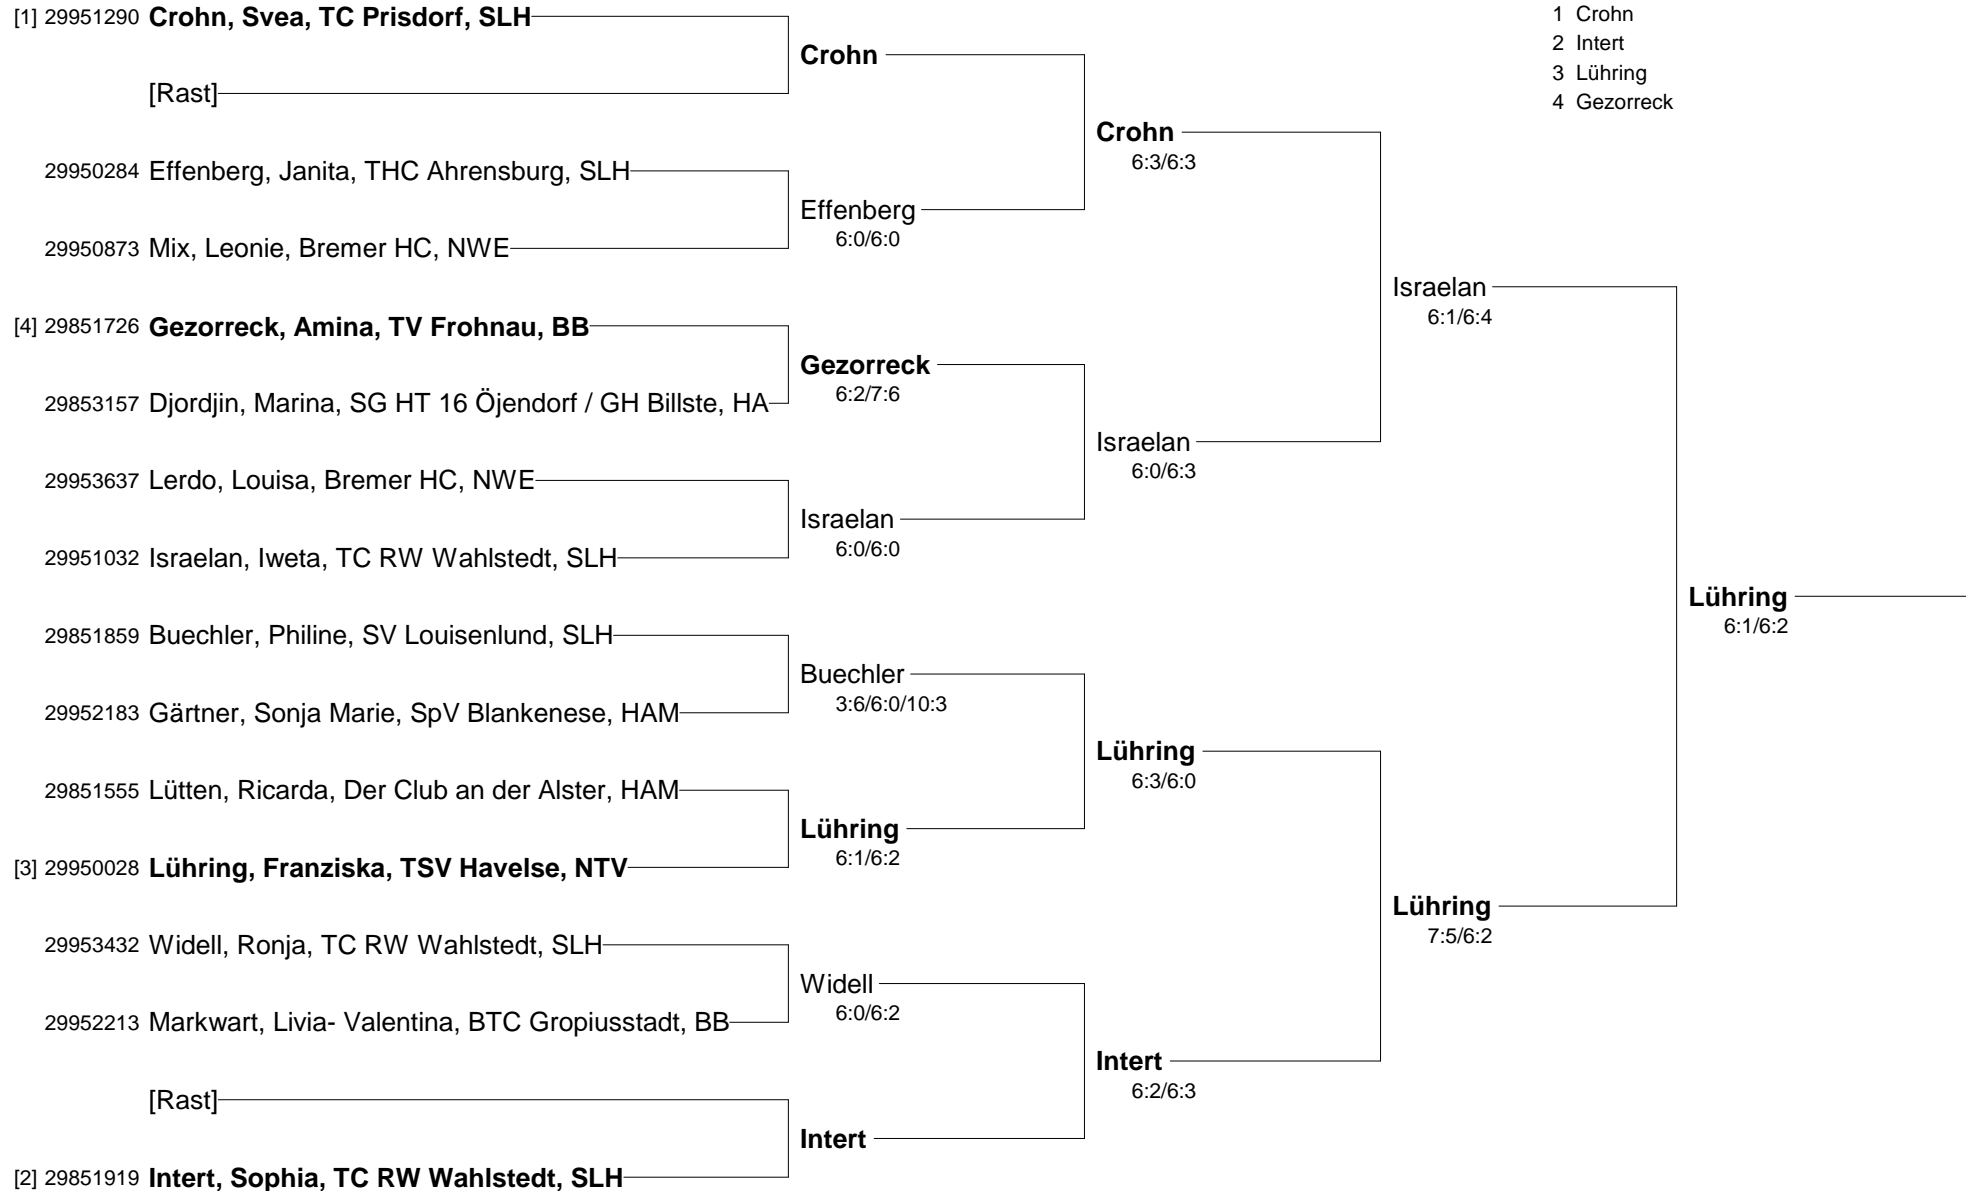 [1] 29951290 Crohn, Svea, TC Prisdorf, SLH
[Rast]
29950284 Effenberg, Janita, THC Ahrensburg, SLH
29950873 Mix, Leonie, Bremer HC, NWE
[4] 29851726 Gezorreck, Amina, TV Frohnau, BB
29853157 Djordjin, Marina, SG HT 16 Öjendorf / GH Billste, HA
29953637 Lerdo, Louisa, Bremer HC, NWE
29951032 Israelan, Iweta, TC RW Wahlstedt, SLH
29851859 Buechler, Philine, SV Louisenlund, SLH
29952183 Gärtner, Sonja Marie, SpV Blankenese, HAM
29851555 Lütten, Ricarda, Der Club an der Alster, HAM
[3] 29950028 Lühring, Franziska, TSV Havelse, NTV
29953432 Widell, Ronja, TC RW Wahlstedt, SLH
29952213 Markwart, Livia- Valentina, BTC Gropiusstadt, BB
[Rast]
[2] 29851919 Intert, Sophia, TC RW Wahlstedt, SLH
Crohn
Effenberg
6:0/6:0
Gezorreck
6:2/7:6
Israelan
6:0/6:0
Buechler
3:6/6:0/10:3
Lühring
6:1/6:2
Widell
6:0/6:2
Intert
Crohn
6:3/6:3
Israelan
6:0/6:3
Lühring
6:3/6:0
Intert
6:2/6:3
Israelan
6:1/6:4
Lühring
7:5/6:2
Lühring
6:1/6:2
1 Crohn
2 Intert
3 Lühring
4 Gezorreck